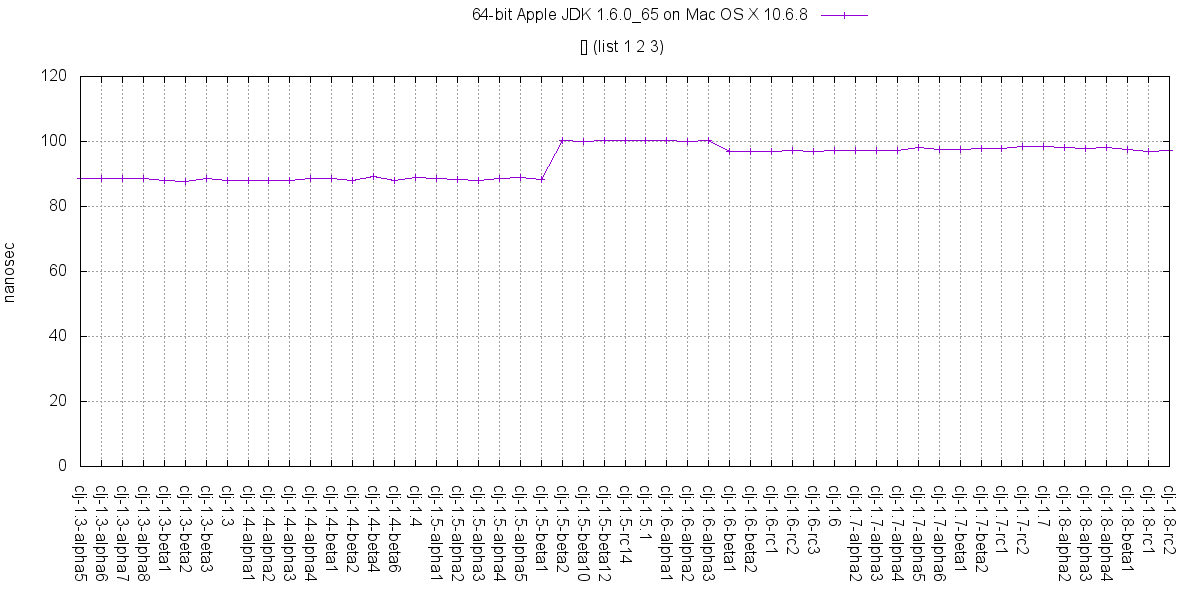 64-bit Apple JDK 1.6.0_65 on Mac OS X 10.6.8
[] (list 1 2 3)
120
100
80
60
40
20
0
nanosec
clj-1.3-alpha5
clj-1.3-alpha6
clj-1.3-alpha7
clj-1.3-alpha8
clj-1.3-beta1
clj-1.3-beta2
clj-1.3-beta3
clj-1.3
clj-1.4-alpha1
clj-1.4-alpha2
clj-1.4-alpha3
clj-1.4-alpha4
clj-1.4-beta1
clj-1.4-beta2
clj-1.4-beta4
clj-1.4-beta6
clj-1.4
clj-1.5-alpha1
clj-1.5-alpha2
clj-1.5-alpha3
clj-1.5-alpha4
clj-1.5-alpha5
clj-1.5-beta1
clj-1.5-beta2
clj-1.5-beta10
clj-1.5-beta12
clj-1.5-rc14
clj-1.5.1
clj-1.6-alpha1
clj-1.6-alpha2
clj-1.6-alpha3
clj-1.6-beta1
clj-1.6-beta2
clj-1.6-rc1
clj-1.6-rc2
clj-1.6-rc3
clj-1.6
clj-1.7-alpha2
clj-1.7-alpha3
clj-1.7-alpha4
clj-1.7-alpha5
clj-1.7-alpha6
clj-1.7-beta1
clj-1.7-beta2
clj-1.7-rc1
clj-1.7-rc2
clj-1.7
clj-1.8-alpha2
clj-1.8-alpha3
clj-1.8-alpha4
clj-1.8-beta1
clj-1.8-rc1
clj-1.8-rc2